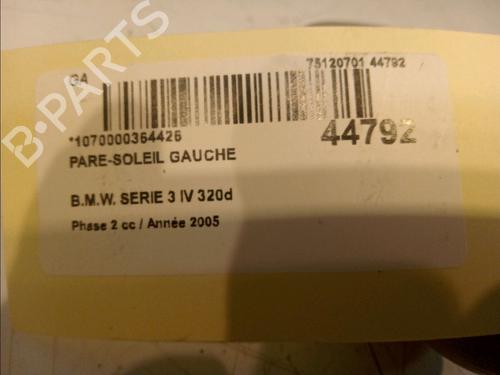 B-PARTS
GA
75120701 44792
*1070000364426
44792
PARE-SOLEIL GAUCHE
B.M.W. SERIE 3 IV 320d
Phase 2 cc / Année 2005